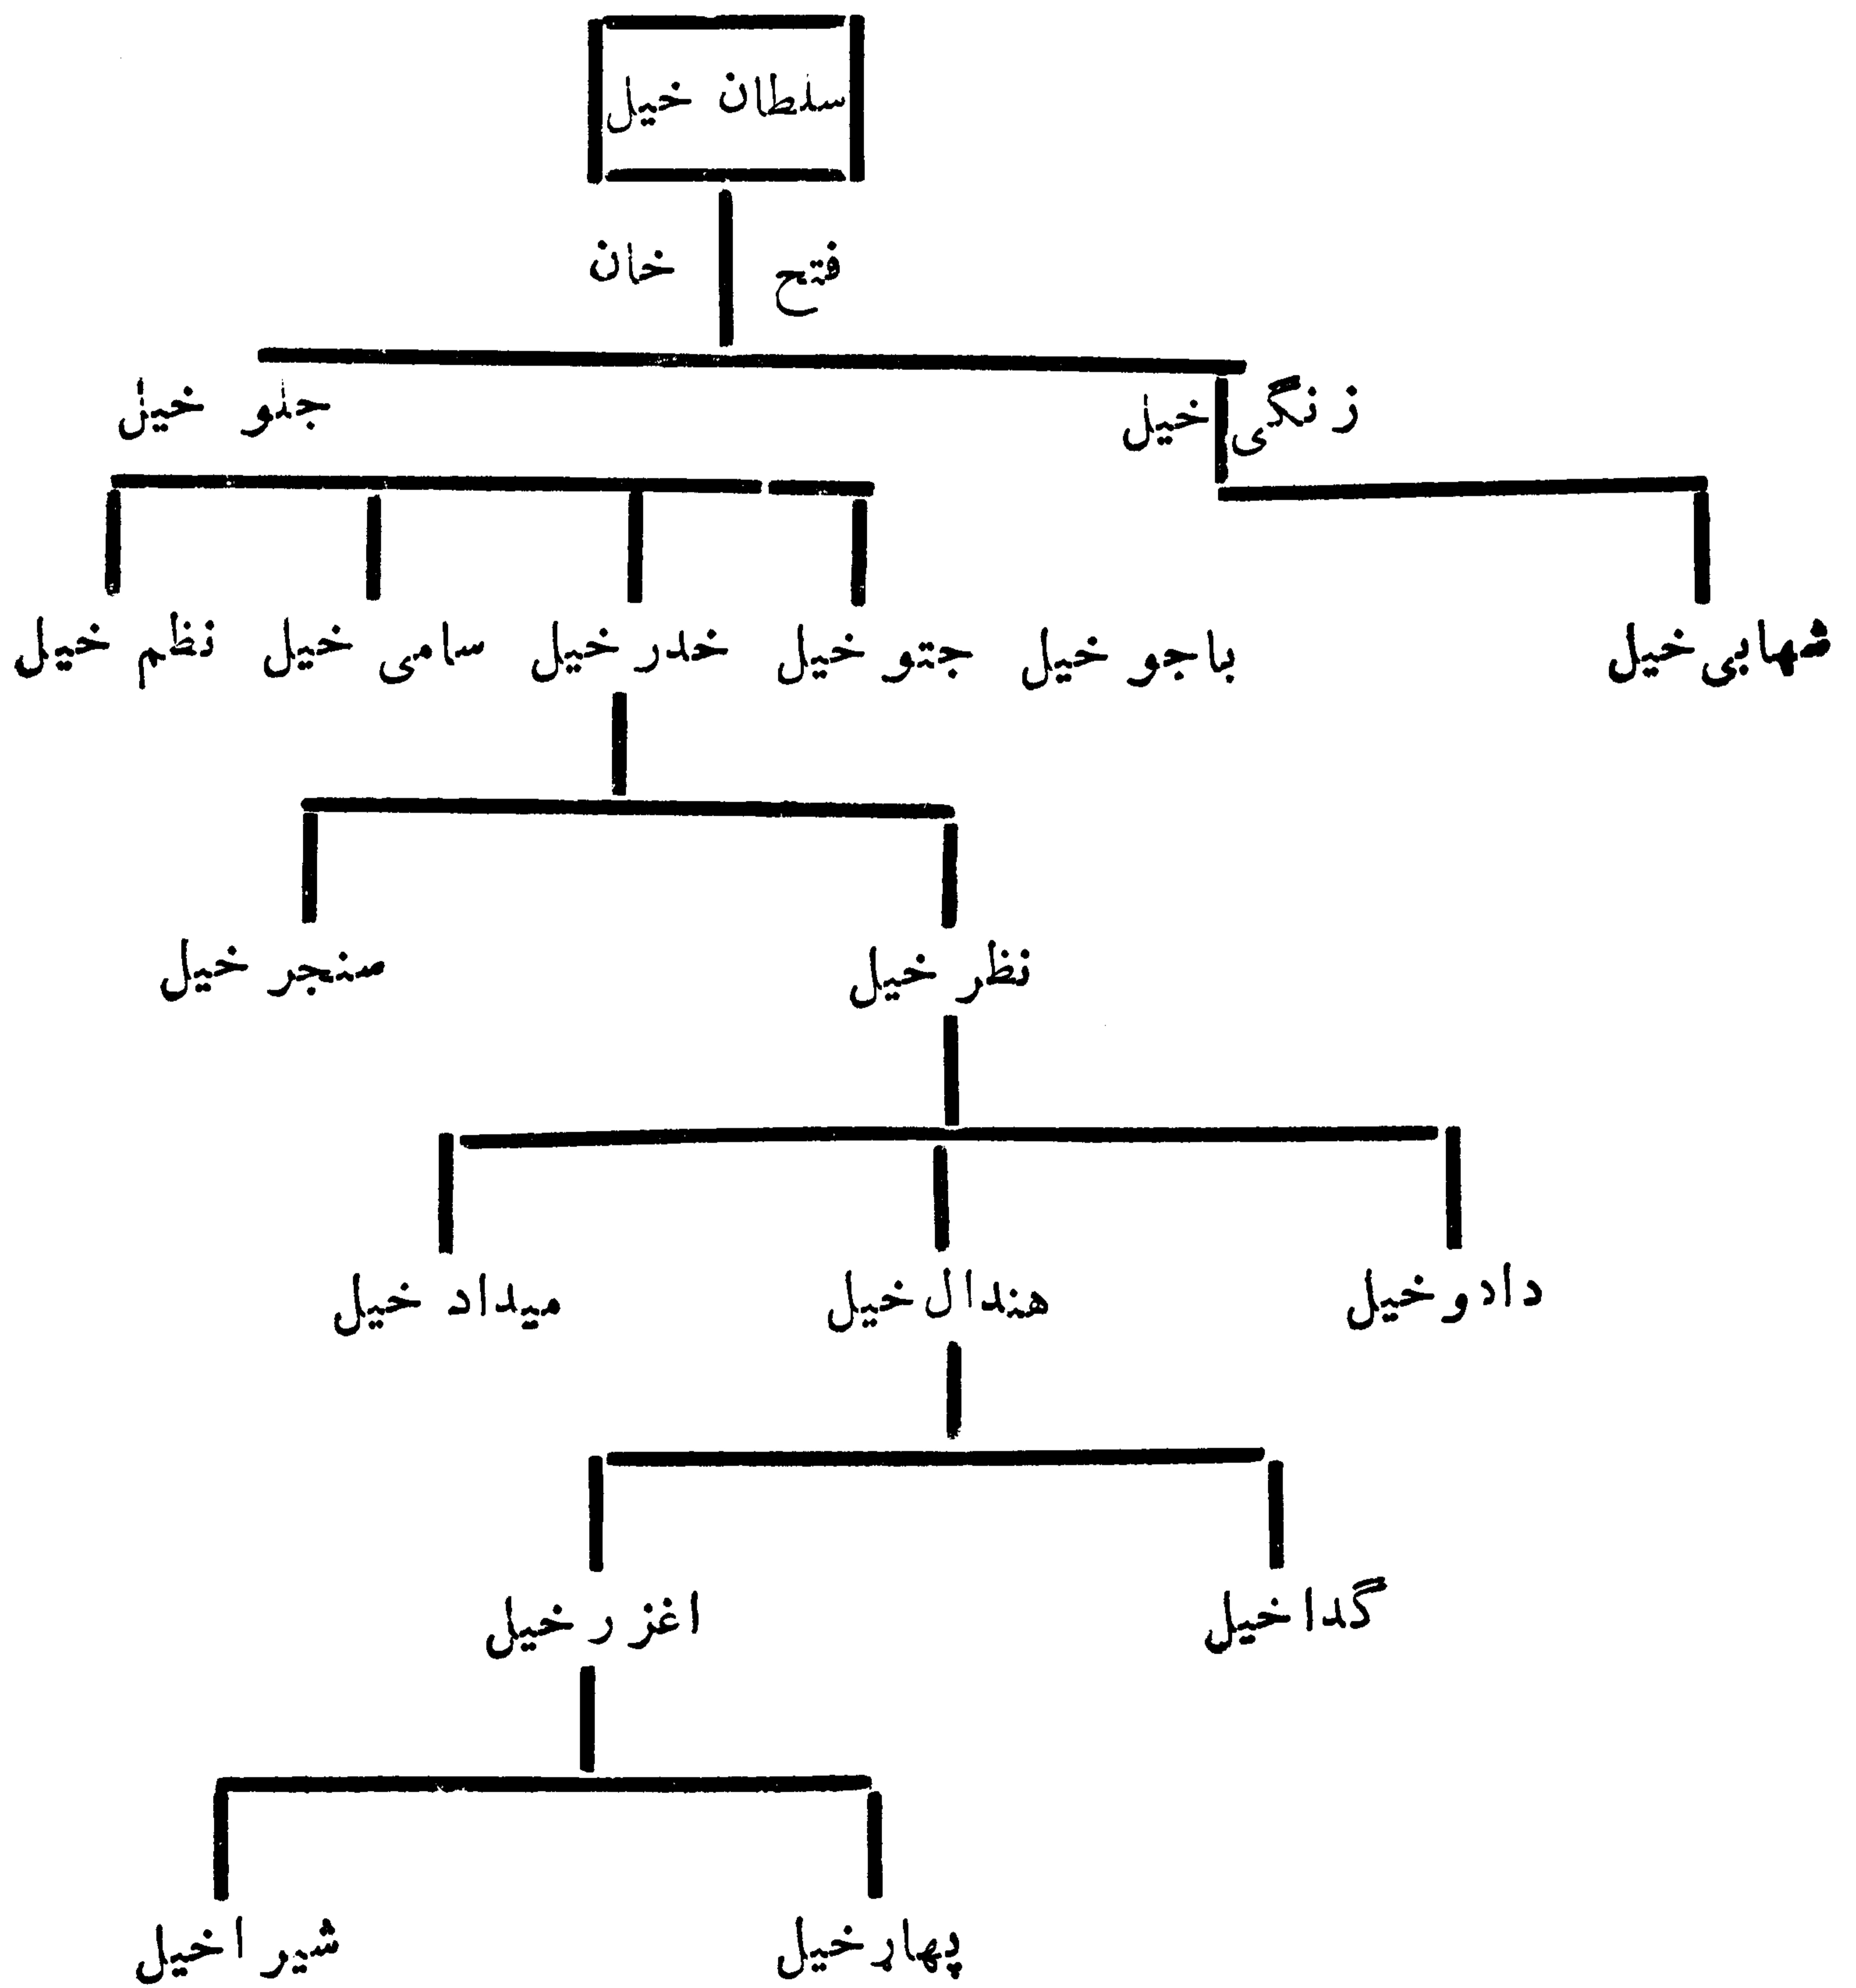 سلطان خیل
فتح خان
زنگی خیل جلو خیل
شهابی خیل باجو خیل جتو خیل خدر خیل سامی خیل نظم خیل
نظر خیل صنجر خیل
دادو خیل هندال خیل میداد خیل
گدا خیل اغزر خیل
پهاړ خیل شیرا خیل